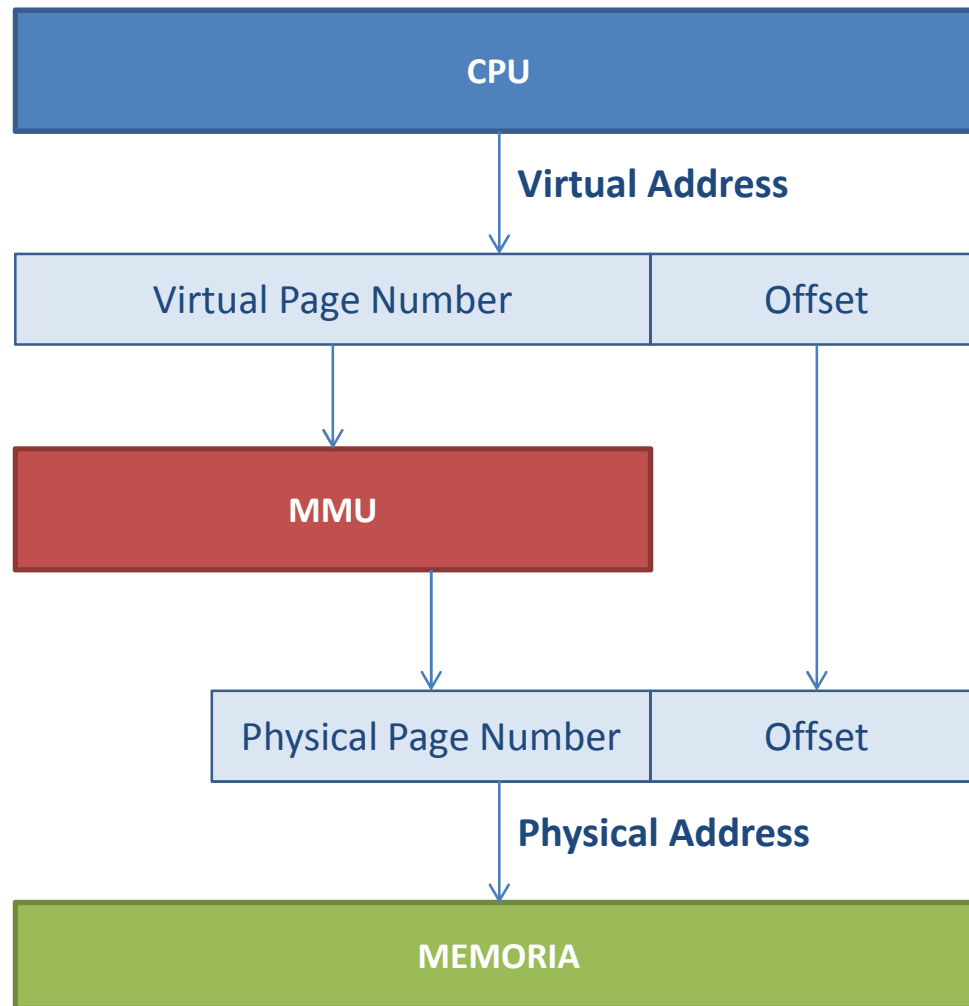 CPU
Virtual Address
Virtual Page Number
Offset
MMU
Physical Page Number
Offset
Physical Address
MEMORIA